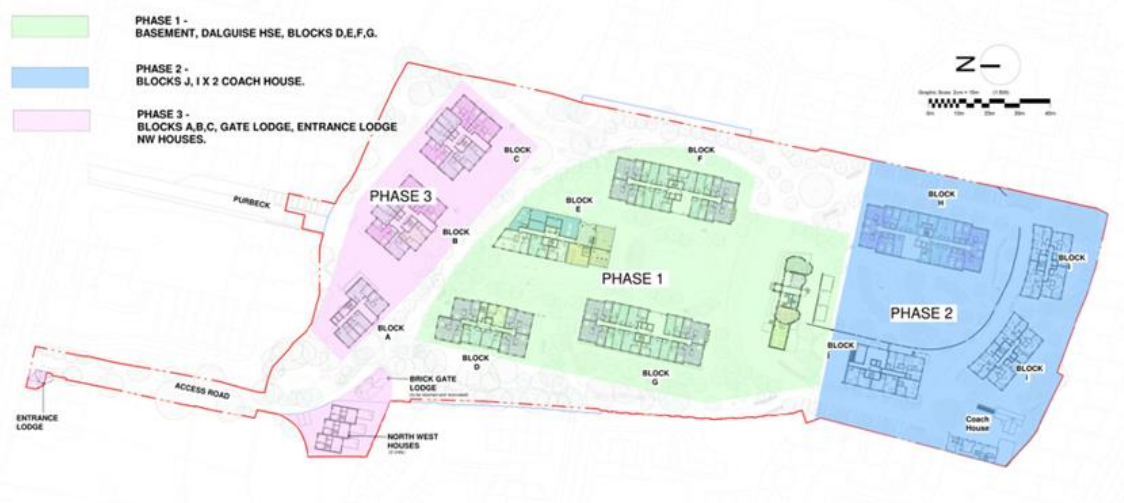 PHASE 1 -
BASEMENT, DALGUISE HSE, BLOCKS D,E,F,G.
PHASE 2 -
BLOCKS J, I X 2 COACH HOUSE.
PHASE 3 -
BLOCKS A,B,C, GATE LODGE, ENTRANCE LODGE
NW HOUSES.
N
BLOCK
C
BLOCK
F
PHASE 3
PURBECK
BLOCK
E
BLOCK
H
BLOCK
B
BLOCK
PHASE 1
PHASE 2
BLOCK
A
BLOCK
D
BLOCK
G
BLOCK
BLOCK
I
ACCESS ROAD
BRICK GATE
LODGE
ENTRANCE
LODGE
NORTH WEST
HOUSES
Coach
House